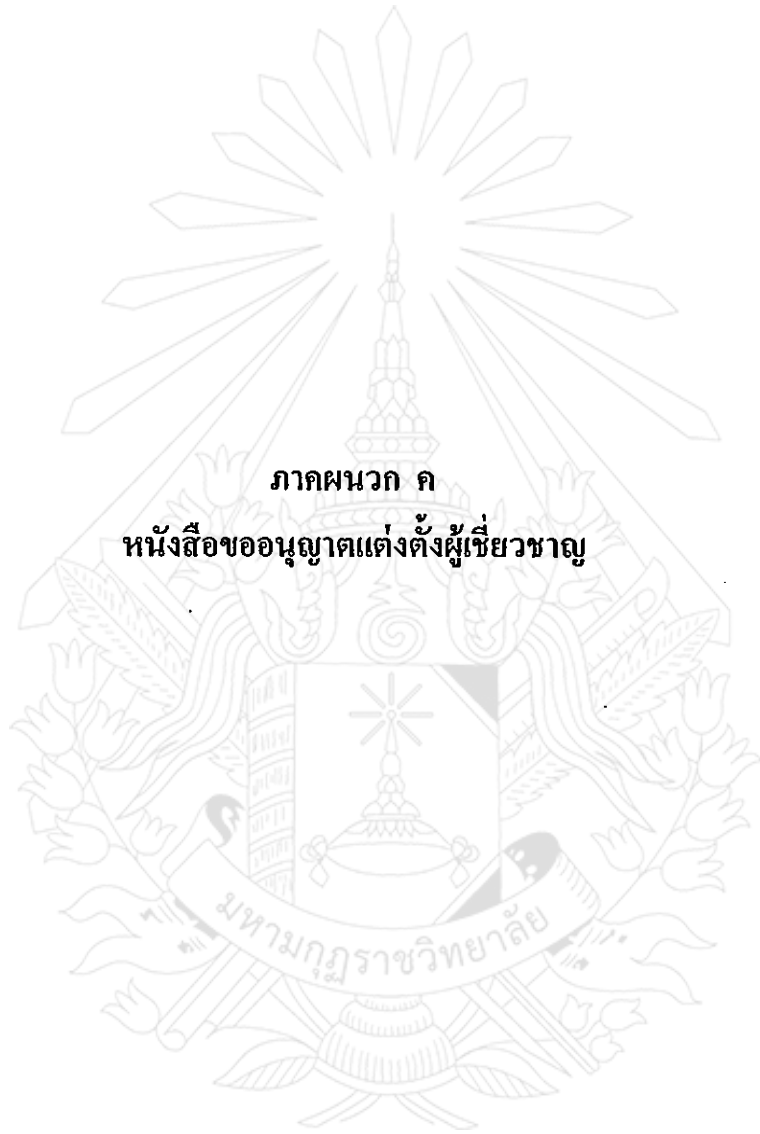 ภาคผนวก ค
หนังสือขออนุญาตแต่งตั้งผู้เชี่ยวชาญ
มหามกุฏราชวิทยาลัย